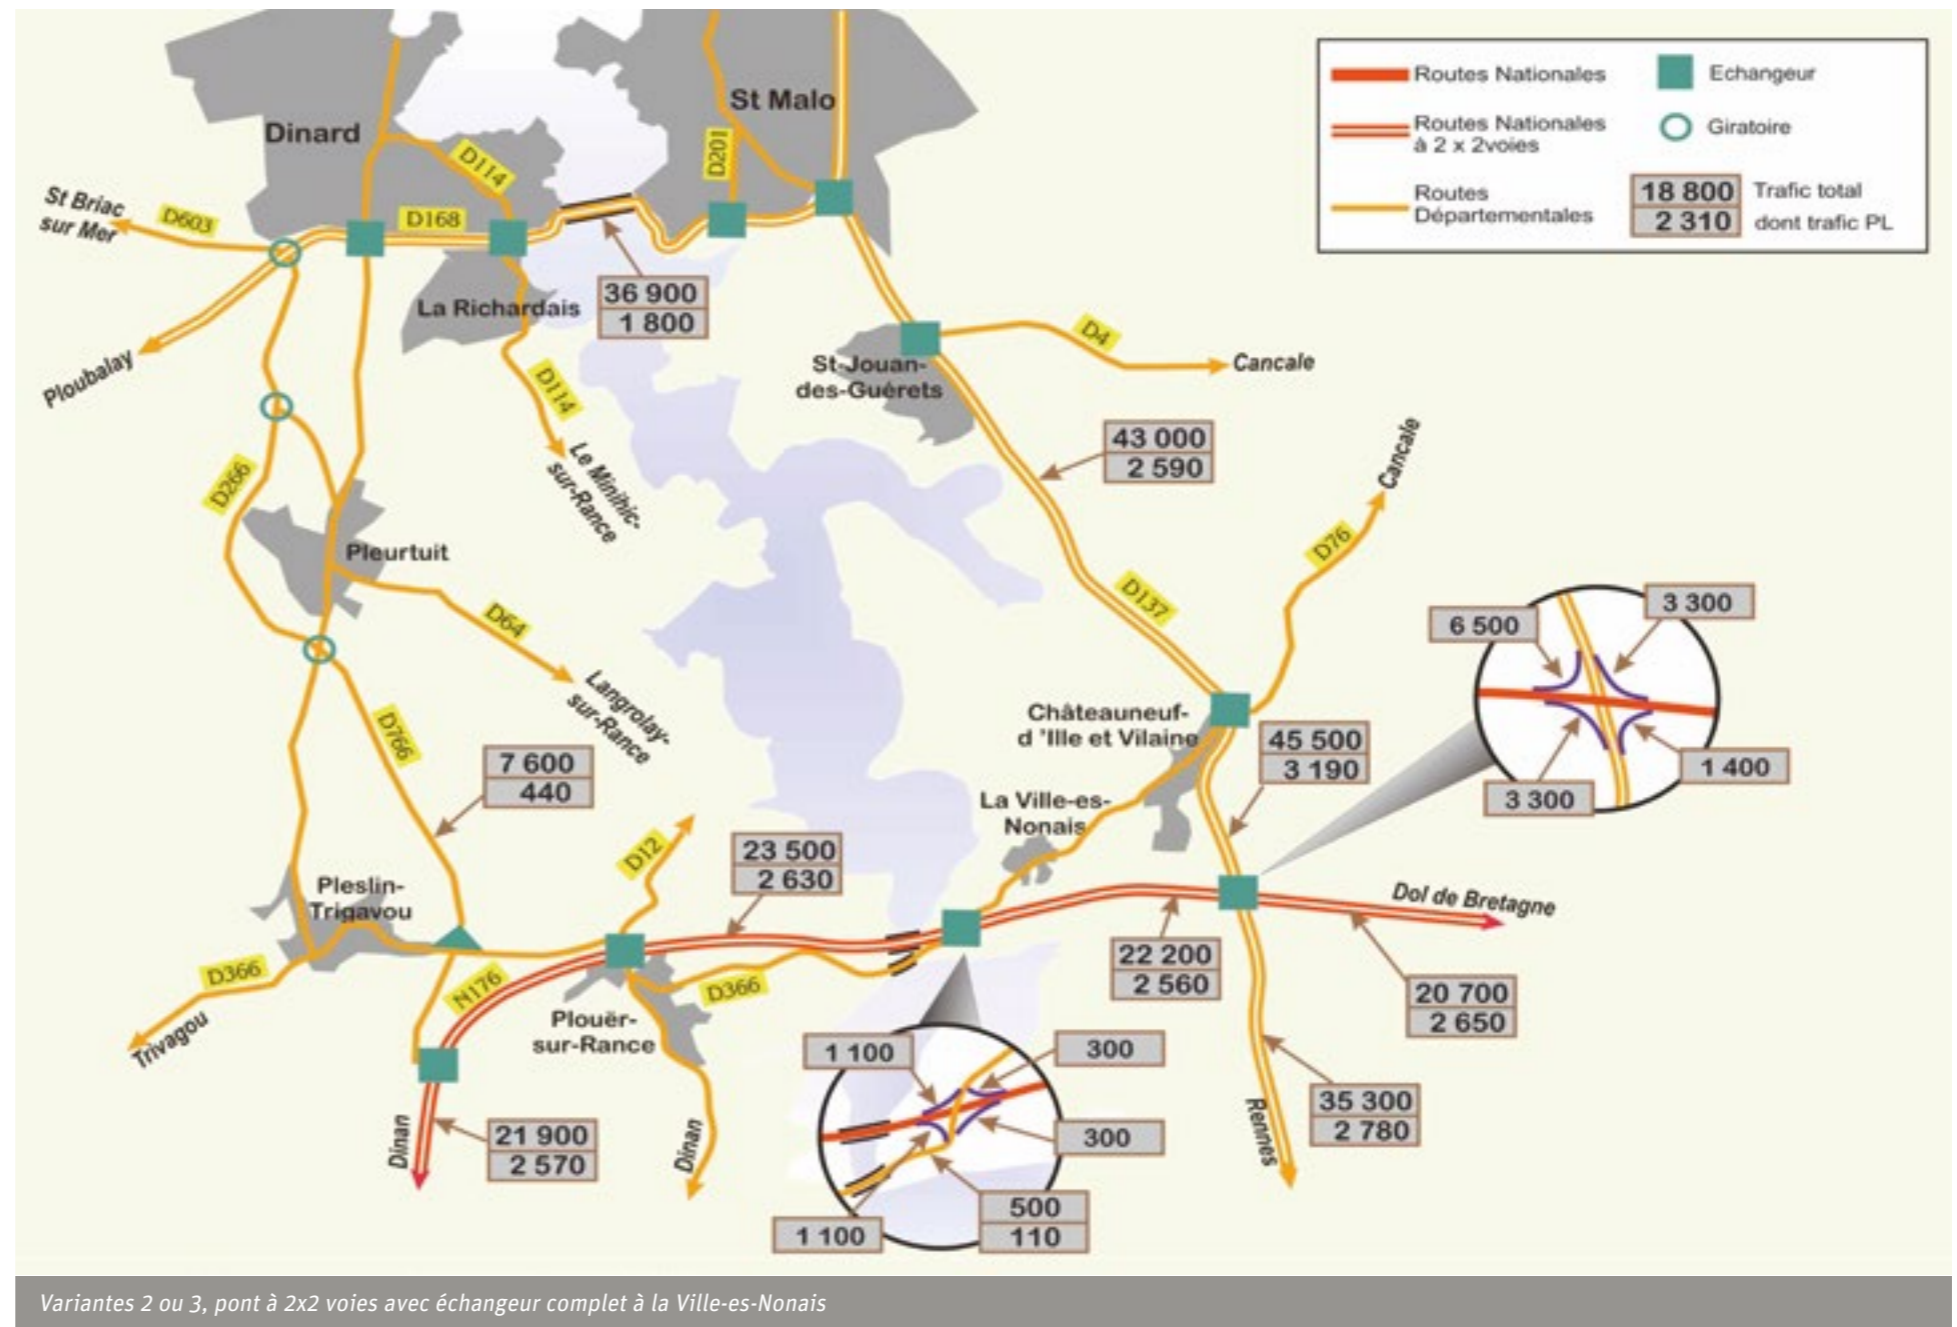 Dinard
St Malo
D114
D201
St Briac
sur Mer
D603
D168
Ploubalay
La Richardais
36 900
1 800
D114
Le Minihic-
sur-Rance
St-Jouan-
des-Guérets
D4
Cancale
43 000
2 590
D266
Pleurtuit
D64
Langrolay-
sur-Rance
D137
D76
Cancale
D766
7 600
440
Châteauneuf-
d 'Ille et Vilaine
45 500
3 190
La Ville-es-
Nonais
D12
23 500
2 630
Pleslin-
Trigavou
D366
Trivagou
N176
D366
Plouër-
sur-Rance
Dol de Bretagne
22 200
2 560
20 700
2 650
Dinan
21 900
2 570
Dinan
Rennes
35 300
2 780
6 500
3 300
3 300
1 400
1 100
300
300
1 100
500
110
Routes Nationales
Routes Nationales
à 2 x 2voies
Routes
Départementales
Echangeur
Giratoire
18 800
2 310
Trafic total
dont trafic PL
Variantes 2 ou 3, pont à 2x2 voies avec échangeur complet à la Ville-es-Nonais